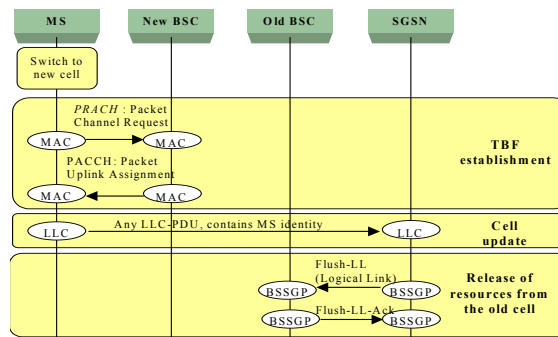 MS
New BSC
Old BSC
SGSN
Switch to
new cell
PRACH : Packet
Channel Request
MAC
MAC
TBF
establishment
PACCH: Packet
Uplink Assignment
MAC
MAC
Any LLC-PDU, contains MS identity
LLC
LLC
Cell
update
Flush-LL
(Logical Link)
BSSGP
BSSGP
Release of
resources from
the old cell
Flush-LL-Ack
BSSGP
BSSGP